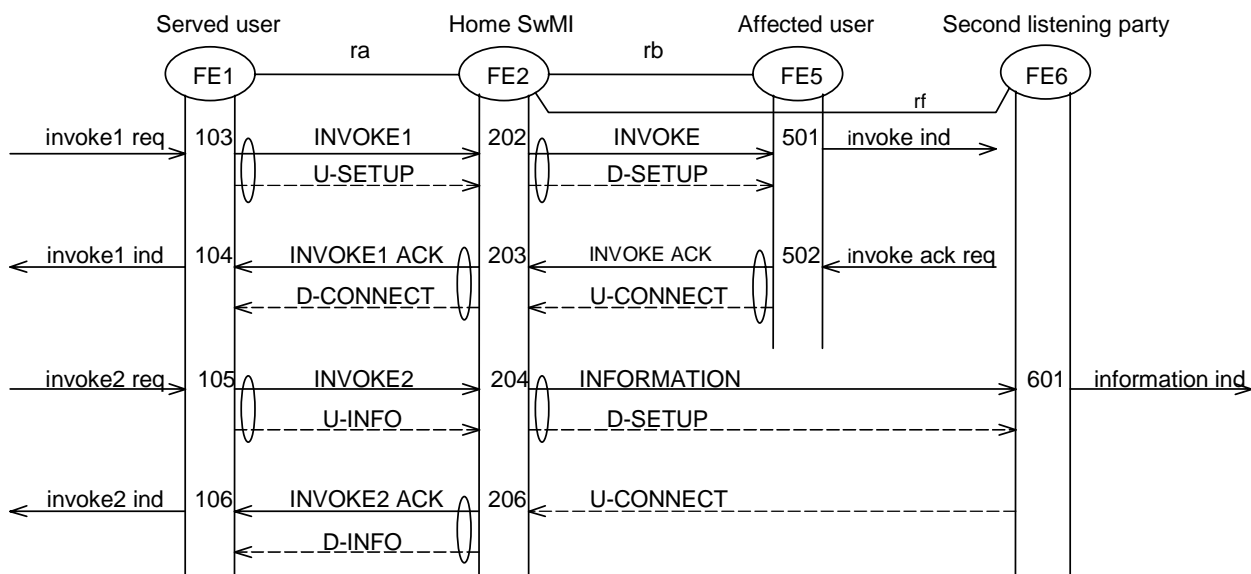 Served user Home SwMI Affected user Second listening party
FE1 ra FE2 rb FE5 FE6
rf
invoke1 req 103 INVOKE1 202 INVOKE 501 invoke ind
U-SETUP D-SETUP
invoke1 ind 104 INVOKE1 ACK 203 INVOKE ACK 502 invoke ack req
D-CONNECT U-CONNECT
invoke2 req 105 INVOKE2 204 INFORMATION 601 information ind
U-INFO D-SETUP
invoke2 ind 106 INVOKE2 ACK 206 U-CONNECT
D-INFO